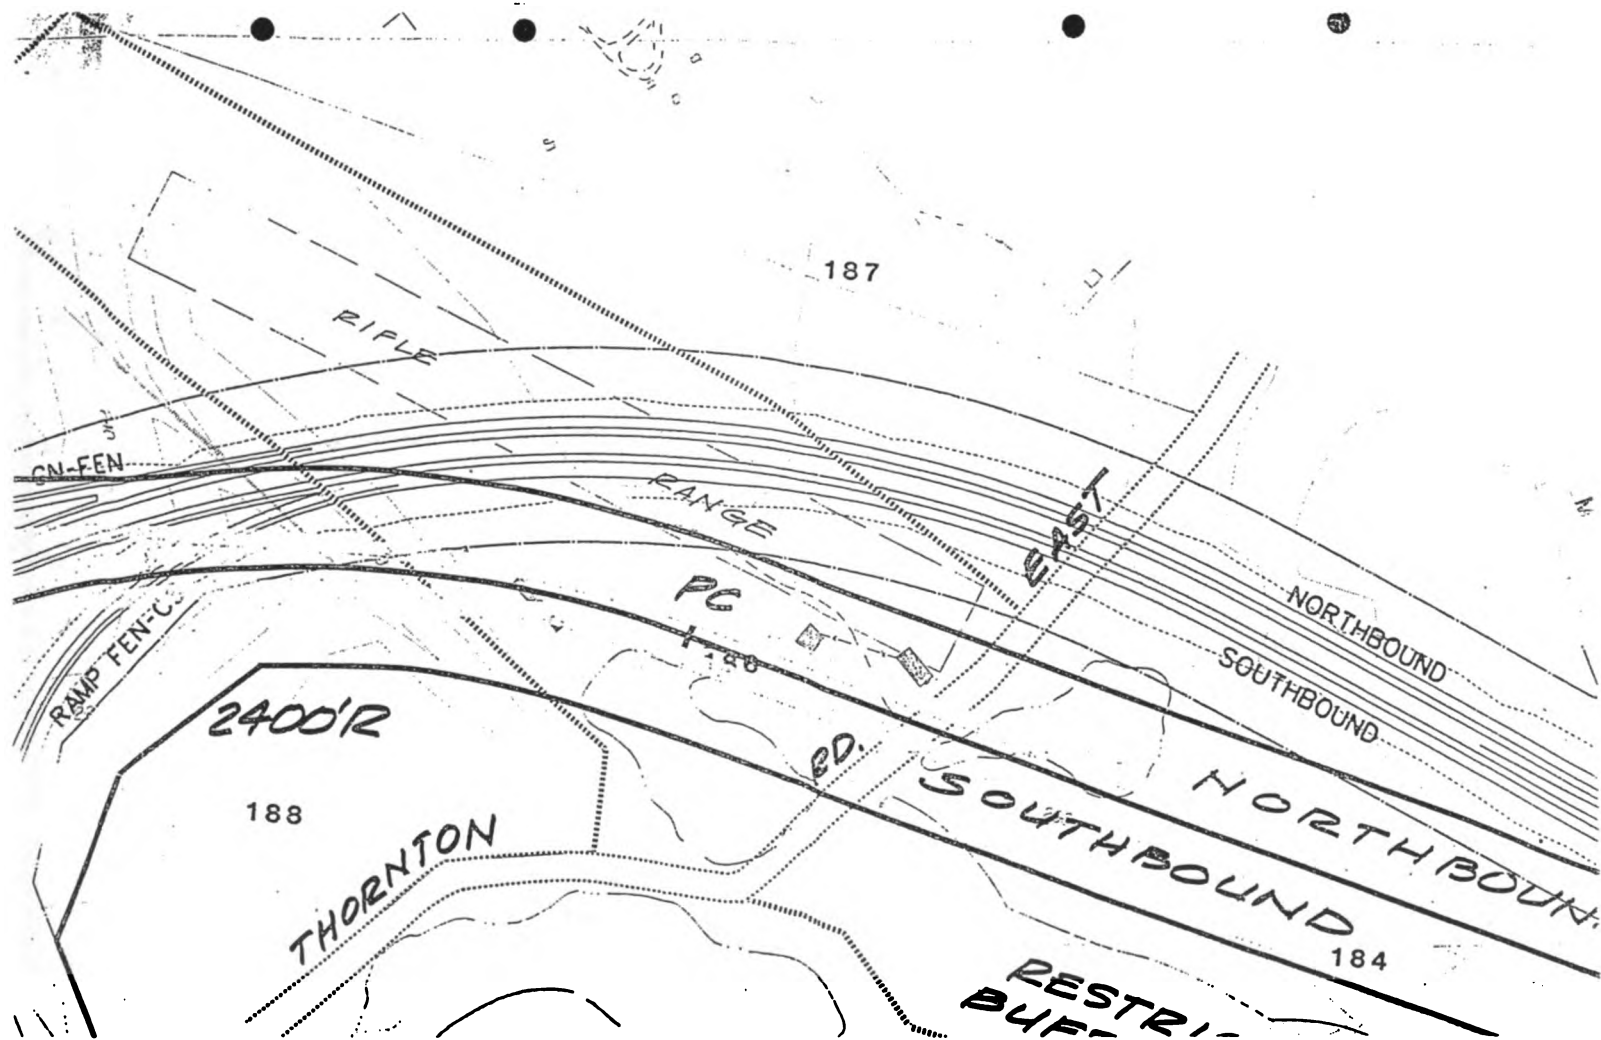 187
RIFLE
GN-FEN
RANGE
EAST
PC
NORTHBOUND
SOUTHBOUND
RAMP FEN-C
2400'R
RD.
188
THORNTON
SOUTHBOUND
NORTHBOUN
184
RESTRI
BUF